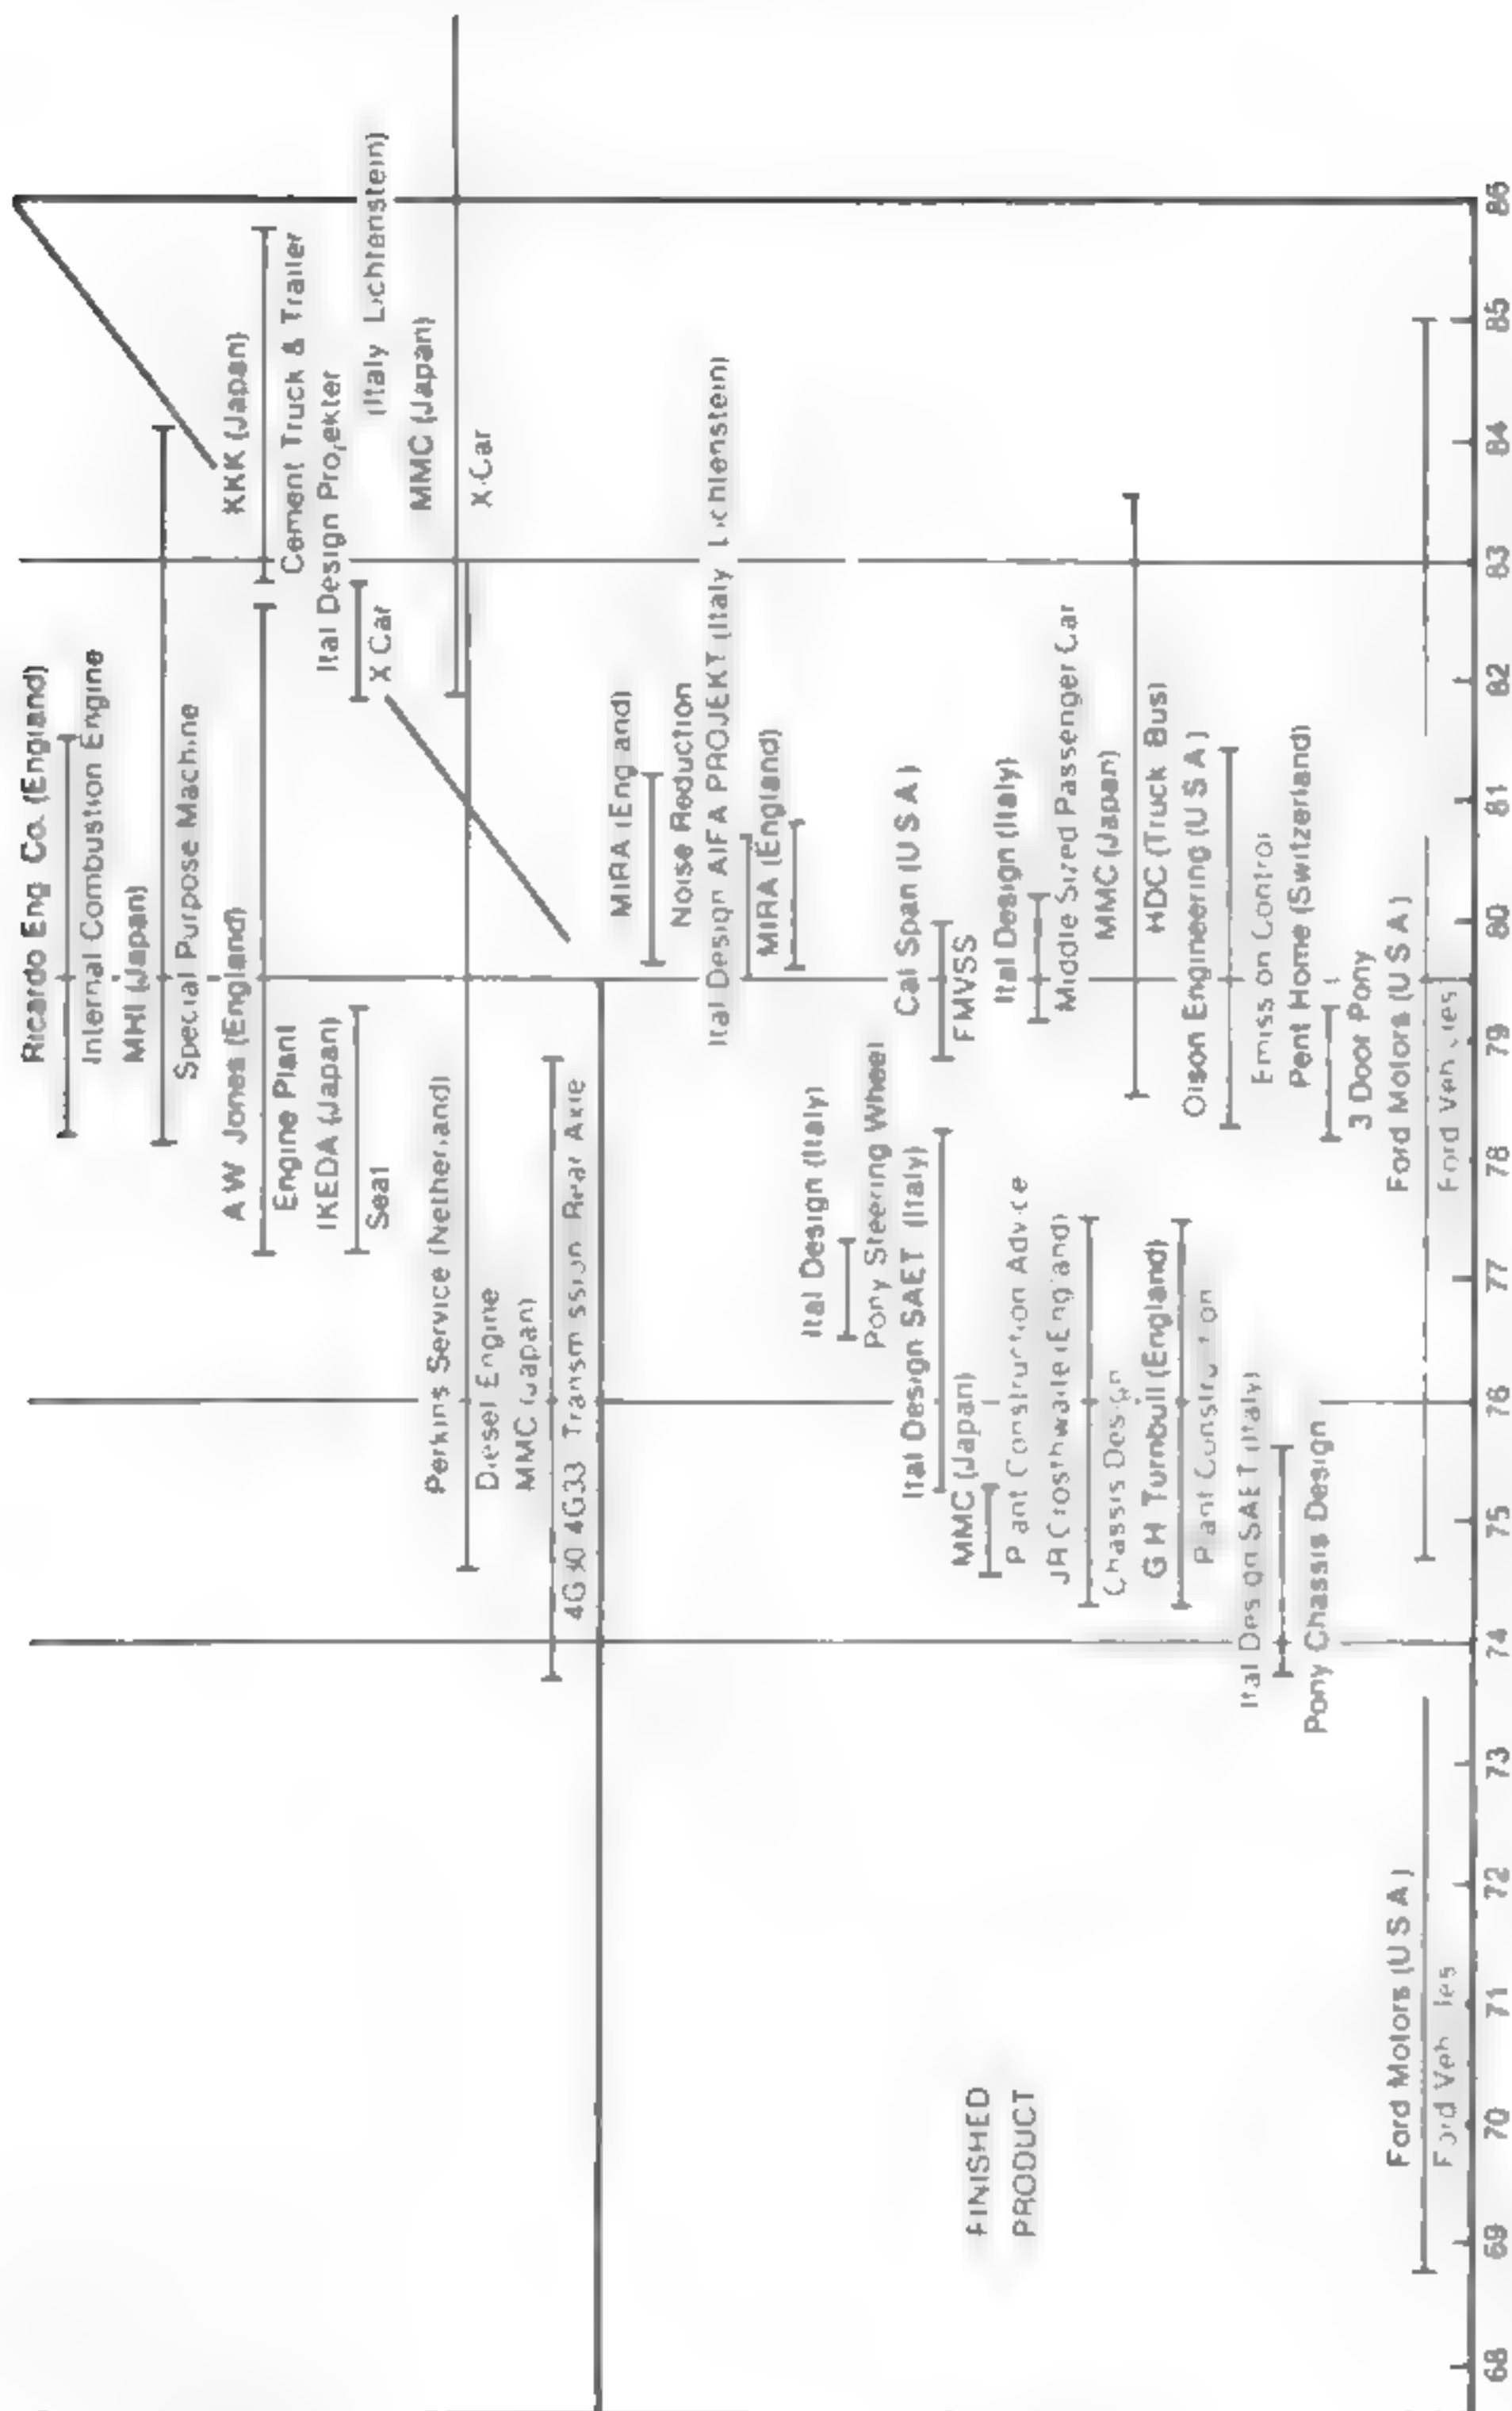 Ricardo Eng Co. (England)
Internal Combustion Engine
MHI (Japan)
Special Purpose Machine
KKK (Japan)
Cement Truck & Trailer
A W Jones (England)
Engine Plant
Ital Design Projekter
(Italy Lichtenstein)
X Car
IKEDA (Japan)
Seat
MMC (Japan)
X-Car
Perkins Service (Netherland)
Diesel Engine
MMC (Japan)
4G30 4G33 Transmission Rear Axle
MIRA (England)
Noise Reduction
Ital Design AIFA PROJEKT (Italy Lichlenstein)
MIRA (England)
Ital Design (Italy)
Pony Steering Wheel
Ital Design SAET (Italy)
Cal Span (U S A)
FMVSS
MMC (Japan)
Plant Construction Advice
Ital Design (Italy)
Middle Sized Passenger Car
JR Crosthwaite (England)
Chassis Design
MMC (Japan)
HDC (Truck Bus)
G H Turnbull (England)
Plant Construction
Olson Engineering (U S A)
Emission Control
Ital Design SAET (Italy)
Pony Chassis Design
Pent Home (Switzerland)
3 Door Pony
FINISHED
PRODUCT
Ford Motors (U S A)
Ford Vehicles
Ford Motors (U S A)
Ford Vehicles
68 69 70 71 72 73 74 75 76 77 78 79 80 81 82 83 84 85 86